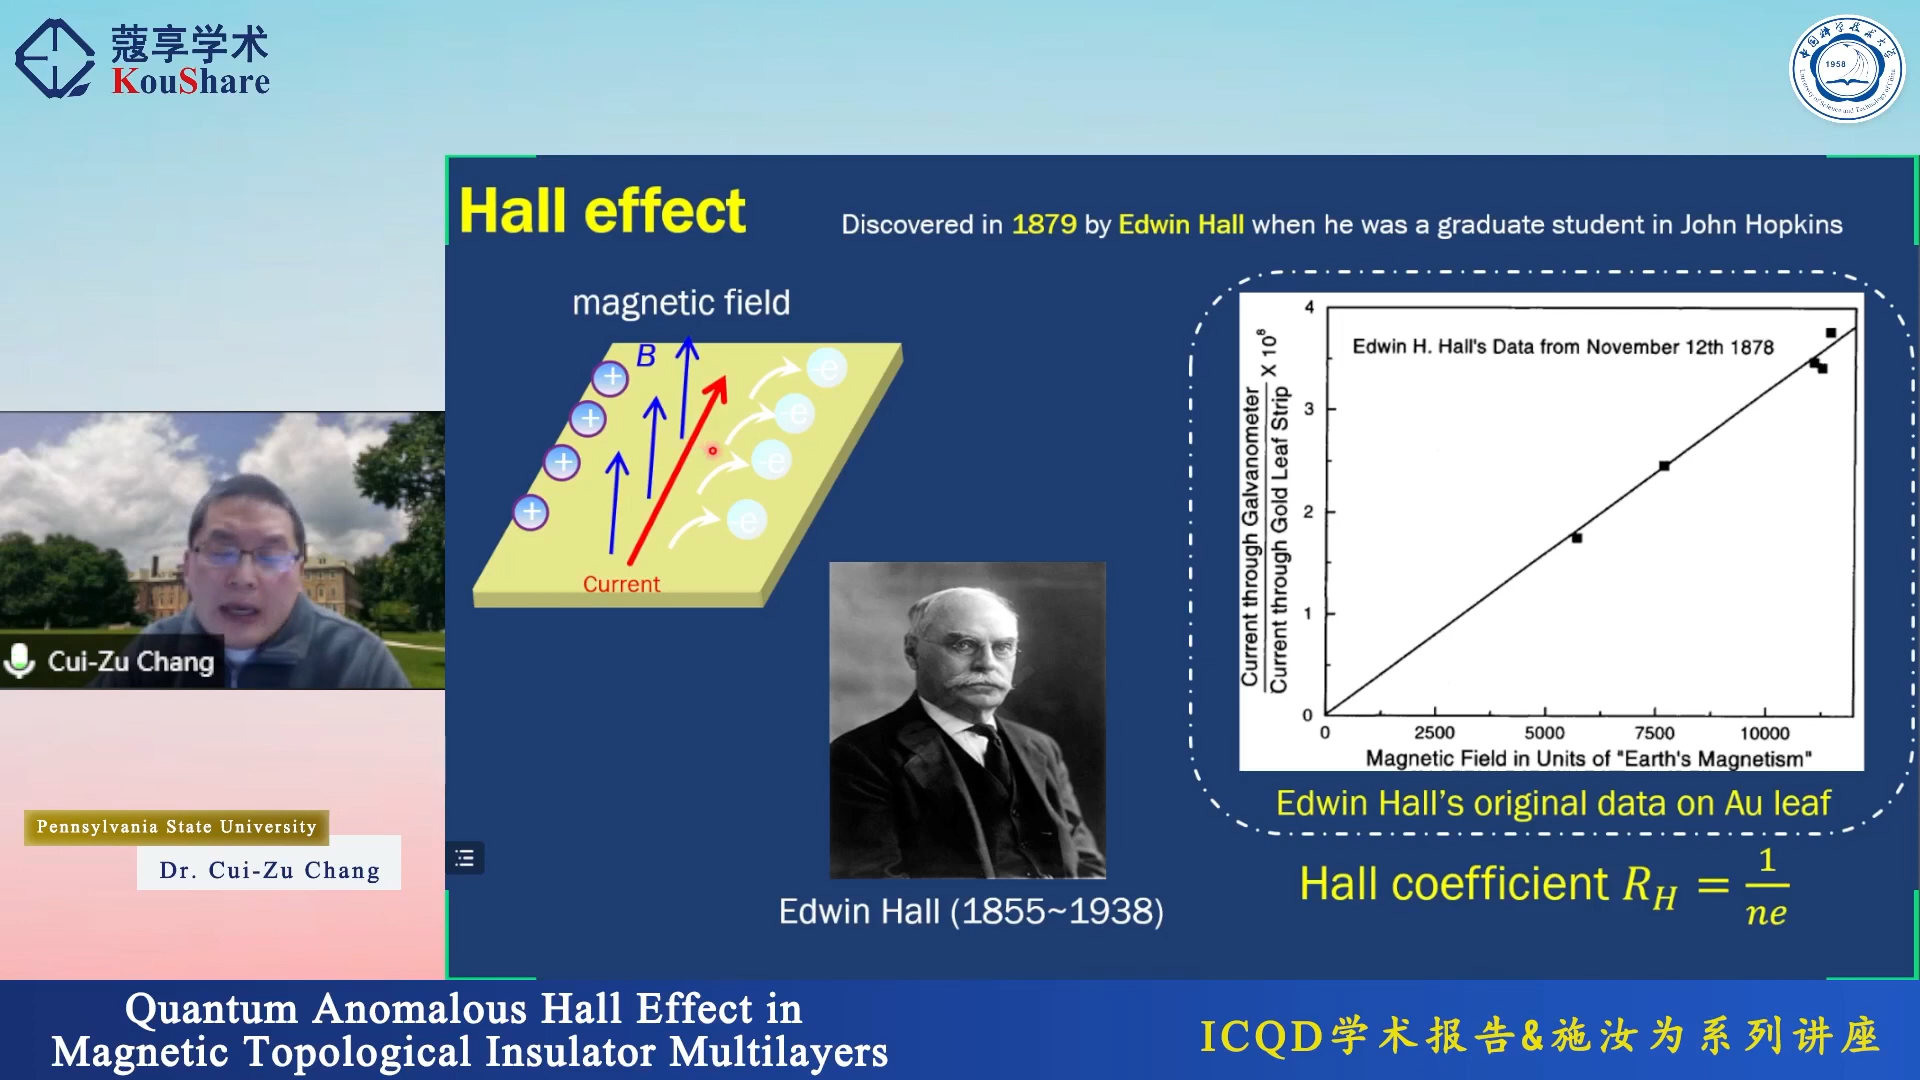 蔻享学术
KouShare
1958
Hall effect
Discovered in 1879 by Edwin Hall when he was a graduate student in John Hopkins
magnetic field
B
+
+
+
+
-e
-e
-e
-e
Current
Edwin Hall (1855~1938)
Edwin H. Hall's Data from November 12th 1878
Current through Galvanometer
Current through Gold Leaf Strip
X 10⁸
4
3
2
1
0
0 2500 5000 7500 10000
Magnetic Field in Units of "Earth's Magnetism"
Edwin Hall's original data on Au leaf
Hall coefficient R_H = 1/ne
Cui-Zu Chang
Pennsylvania State University
Dr. Cui-Zu Chang
Quantum Anomalous Hall Effect in
Magnetic Topological Insulator Multilayers
ICQD学术报告&施汝为系列讲座